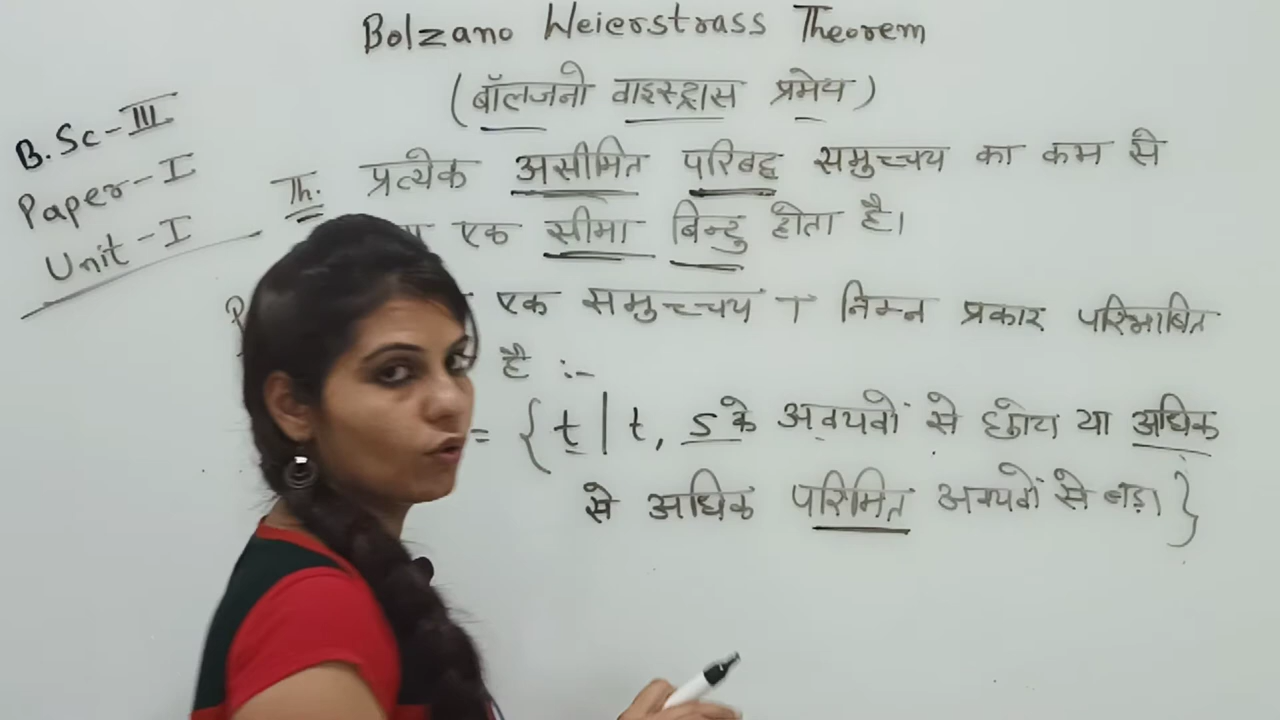 Bolzano Weierstrass Theorem
(बॉलजनो वाइस्ट्रास प्रमेय)
B.Sc-III
Paper-I
Unit-I
Th. प्रत्येक असीमित परिबद्ध समुच्चय का कम से
एक सीमा बिन्दु होता है।
एक समुच्चय T निम्न प्रकार परिभाषित
है :-
= { t | t, S के अवयवों से छोटा या अधिक
से अधिक परिमित अवयवों से बड़ा }